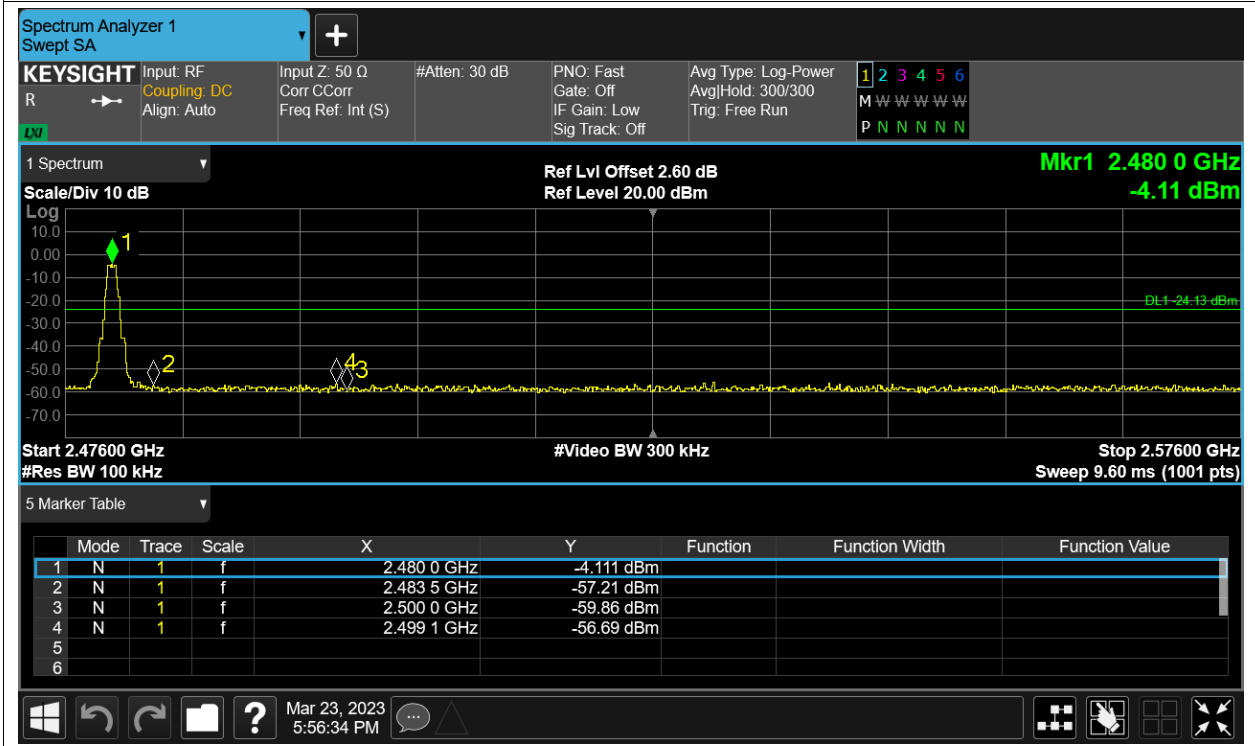 Spectrum Analyzer 1
Swept SA
KEYSIGHT Input: RF Input Z: 50 Ω #Atten: 30 dB PNO: Fast Avg Type: Log-Power 1 2 3 4 5 6
R Coupling: DC Corr CCorr Gate: Off Avg|Hold: 300/300 M W W W W W
Align: Auto Freq Ref: Int (S) IF Gain: Low Trig: Free Run
LXI Sig Track: Off P N N N N N
1 Spectrum Ref Lvl Offset 2.60 dB Mkr1 2.480 0 GHz
Scale/Div 10 dB Ref Level 20.00 dBm -4.11 dBm
Log
10.0
1
0.00
-10.0
-20.0 DL1 -24.13 dBm
-30.0
-40.0
2 4 3
-50.0
-60.0
-70.0
Start 2.47600 GHz #Video BW 300 kHz Stop 2.57600 GHz
#Res BW 100 kHz Sweep 9.60 ms (1001 pts)
5 Marker Table
Mode Trace Scale X Y Function Function Width Function Value
1 N 1 f 2.480 0 GHz -4.111 dBm
2 N 1 f 2.483 5 GHz -57.21 dBm
3 N 1 f 2.500 0 GHz -59.86 dBm
4 N 1 f 2.499 1 GHz -56.69 dBm
5
6
? Mar 23, 2023
5:56:34 PM